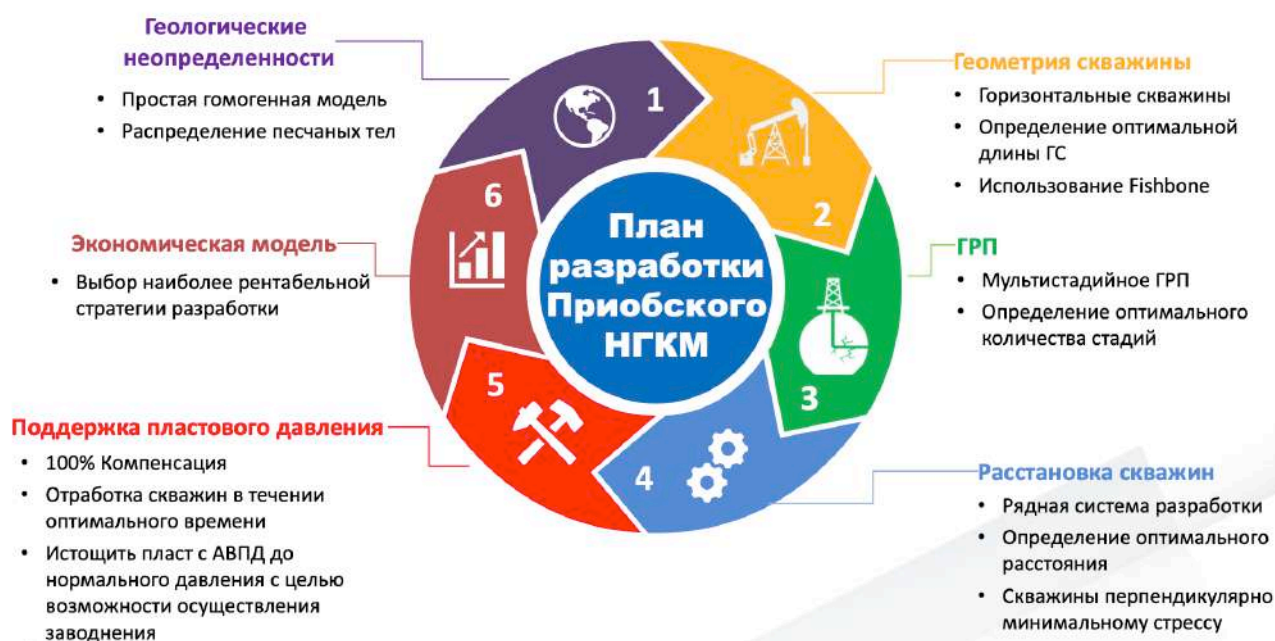 Геологические
неопределенности
• Простая гомогенная модель
• Распределение песчаных тел
1
Геометрия скважины
• Горизонтальные скважины
• Определение оптимальной
длины ГС
• Использование Fishbone
2
ГРП
• Мультистадийное ГРП
• Определение оптимального
количества стадий
3
Расстановка скважин
• Рядная система разработки
• Определение оптимального
расстояния
• Скважины перпендикулярно
минимальному стрессу
4
Поддержка пластового давления
• 100% Компенсация
• Отработка скважин в течении
оптимального времени
• Истощить пласт с АВПД до
нормального давления с целью
возможности осуществления
заводнения
5
Экономическая модель
• Выбор наиболее рентабельной
стратегии разработки
6
План
разработки
Приобского
НГКМ